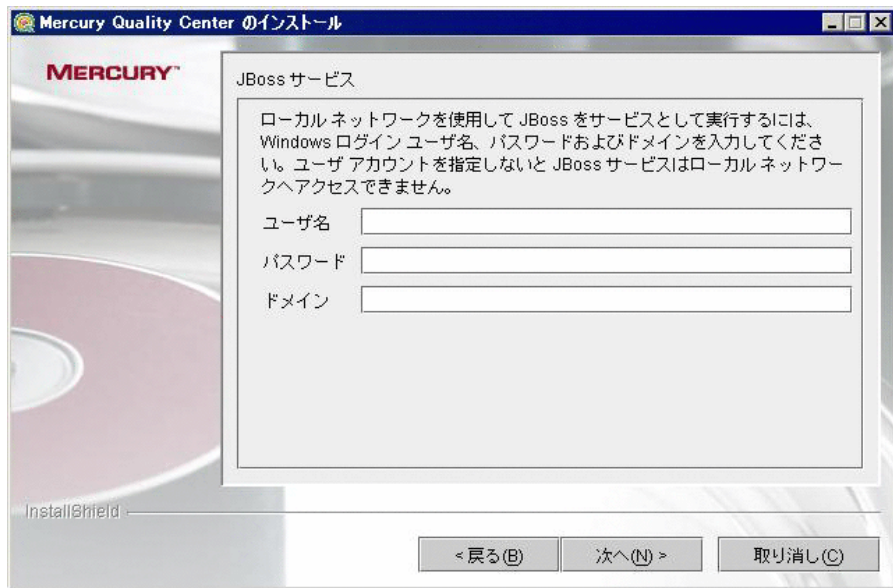 Mercury Quality Center のインストール
MERCURY™
JBoss サービス
ローカル ネットワークを使用して JBoss をサービスとして実行するには、
Windows ログイン ユーザ名、パスワードおよびドメインを入力してくださ
い。ユーザ アカウントを指定しないと JBoss サービスはローカル ネットワー
クへアクセスできません。
ユーザ名
パスワード
ドメイン
InstallShield
< 戻る(B)
次へ(N) >
取り消し(C)